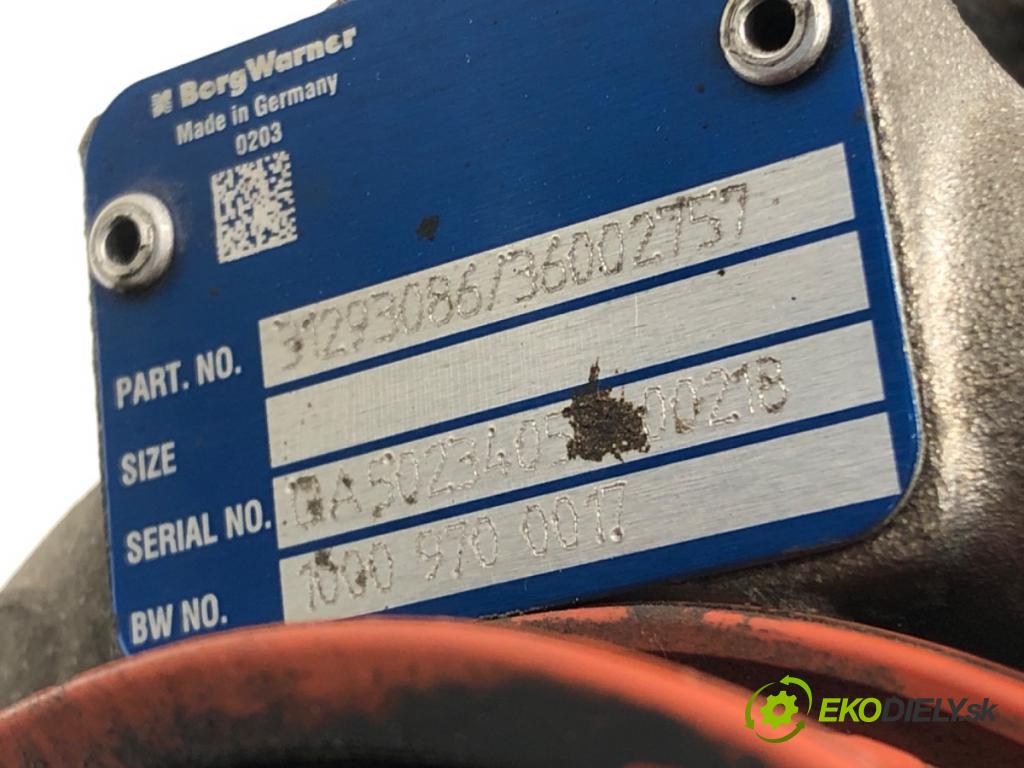 BorgWarner
Made in Germany
0203
PART. NO. 31293086/36002757
SIZE
SERIAL NO.
BW NO. 1000 970 0017
EKODIELY.sk